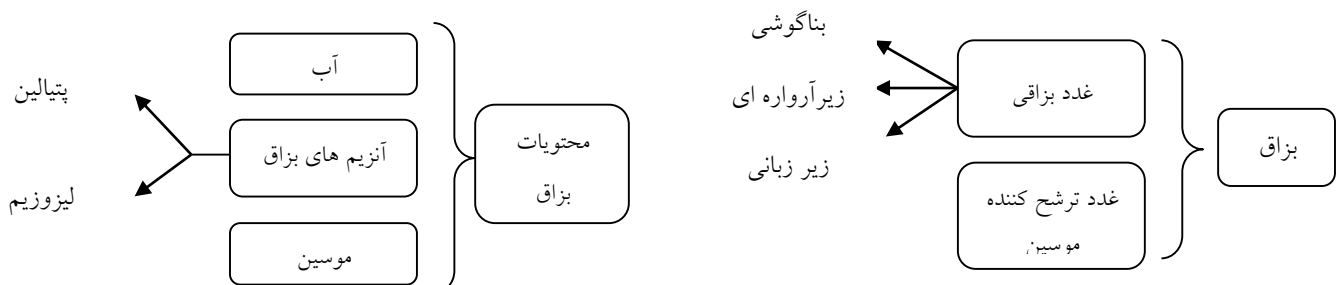 بزاق
غدد بزاقی
بناگوشی
زیرآرواره ای
زیر زبانی
غدد ترشح کننده
موسین
محتویات
بزاق
آب
آنزیم های بزاق
پتیالین
لیزوزیم
موسین